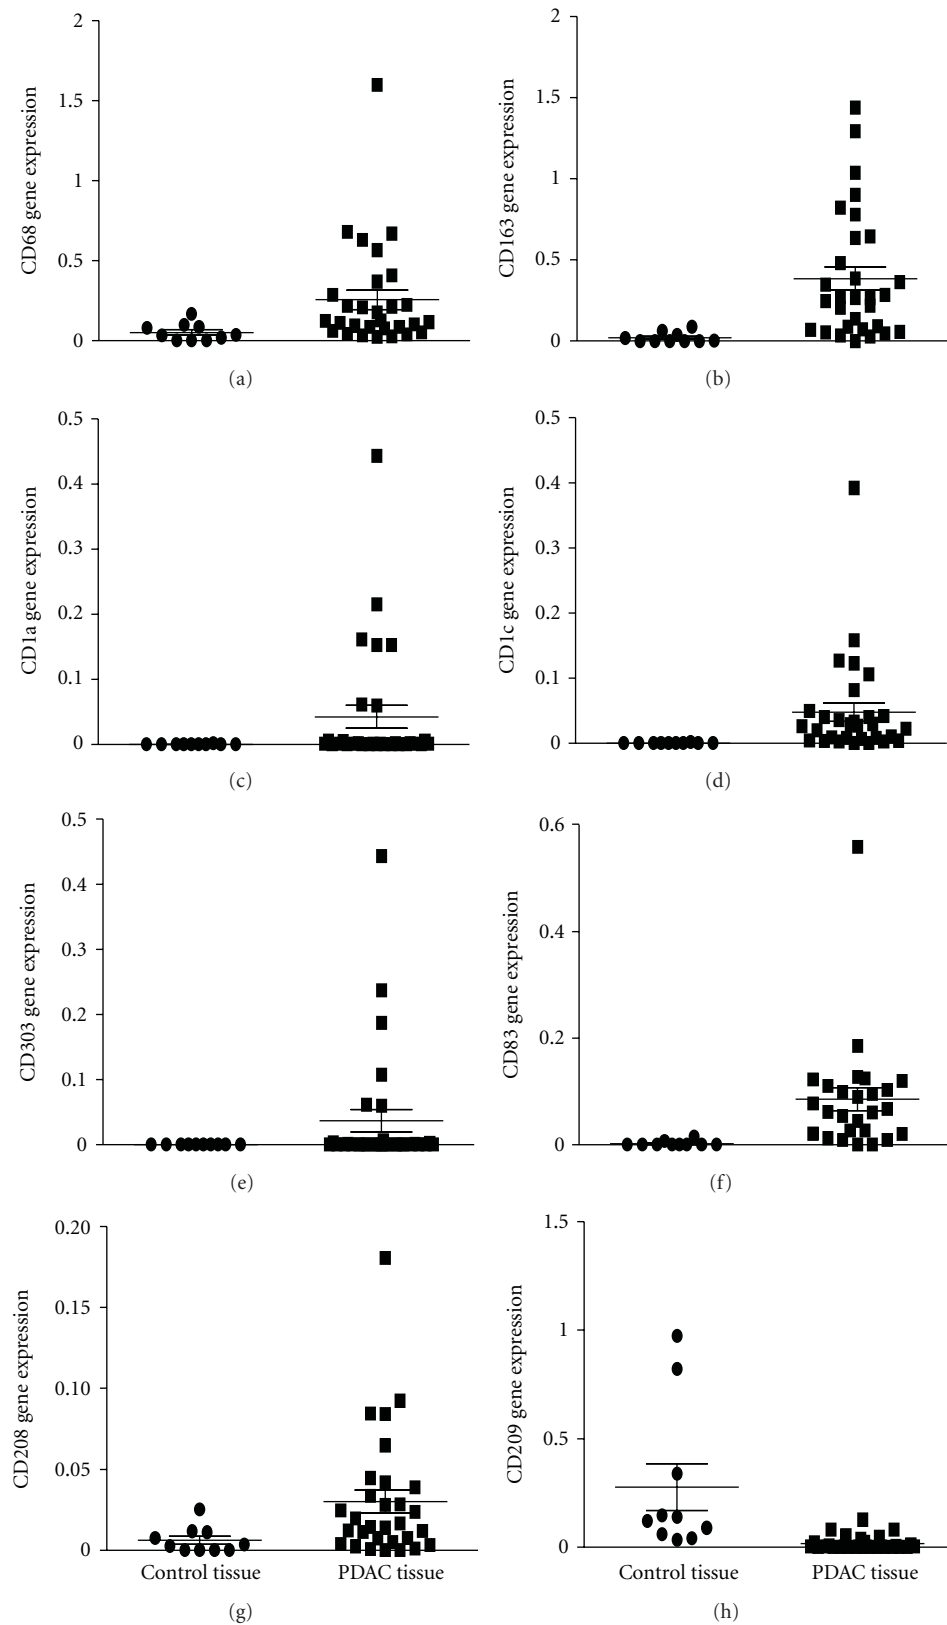 2
1.5
1
0.5
0
CD68 gene expression
(a)
2
1.5
1
0.5
0
CD163 gene expression
(b)
0.5
0.4
0.3
0.2
0.1
0
CD1a gene expression
(c)
0.5
0.4
0.3
0.2
0.1
0
CD1c gene expression
(d)
0.5
0.4
0.3
0.2
0.1
0
CD303 gene expression
(e)
0.6
0.4
0.2
0
CD83 gene expression
(f)
0.20
0.15
0.10
0.05
0
CD208 gene expression
Control tissue PDAC tissue
(g)
1.5
1
0.5
0
CD209 gene expression
Control tissue PDAC tissue
(h)